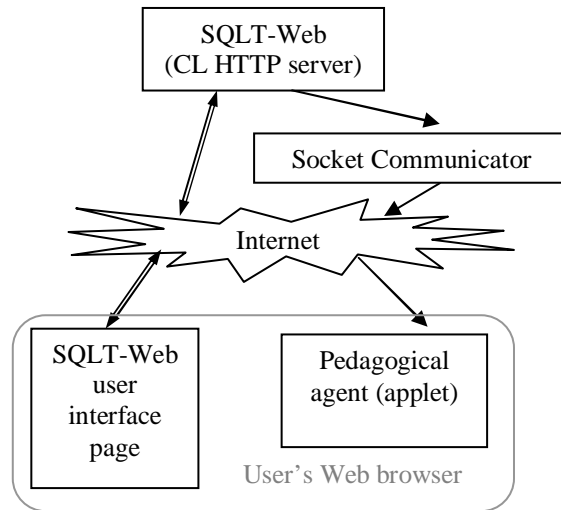 SQLT-Web
(CL HTTP server)
Socket Communicator
Internet
SQLT-Web
user
interface
page
Pedagogical
agent (applet)
User's Web browser